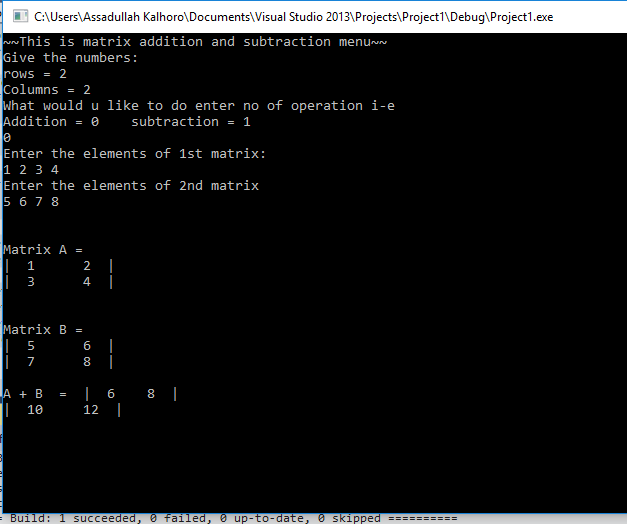 C:\Users\Assadullah Kalhoro\Documents\Visual Studio 2013\Projects\Project1\Debug\Project1.exe
~~This is matrix addition and subtraction menu~~
Give the numbers:
rows = 2
Columns = 2
What would u like to do enter no of operation i-e
Addition = 0    subtraction = 1
0
Enter the elements of 1st matrix:
1 2 3 4
Enter the elements of 2nd matrix
5 6 7 8
Matrix A =
|  1      2  |
|  3      4  |
Matrix B =
|  5      6  |
|  7      8  |
A + B  =  |  6    8  |
|  10     12  |
= Build: 1 succeeded, 0 failed, 0 up-to-date, 0 skipped ==========